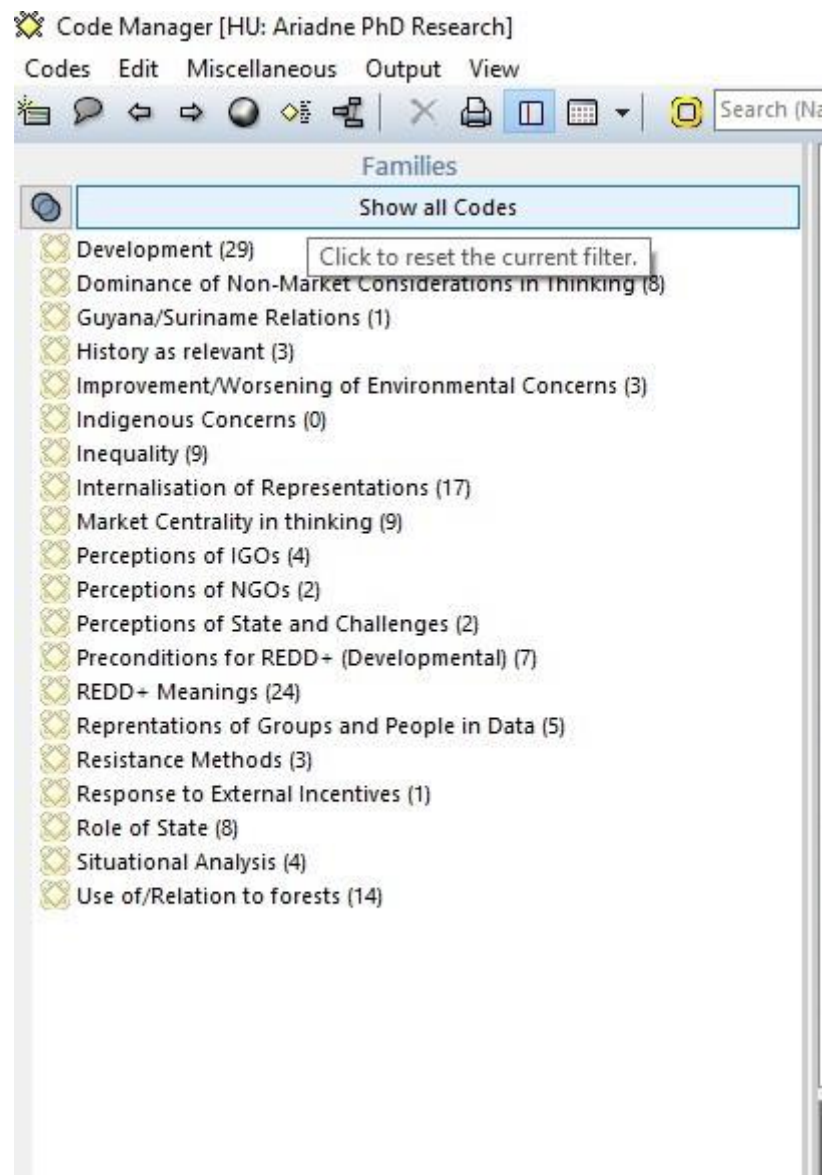 Code Manager [HU: Ariadne PhD Research]
Codes Edit Miscellaneous Output View
Search (Na
Families
Show all Codes
Development (29)
Click to reset the current filter.
Dominance of Non-Market Considerations in Thinking (8)
Guyana/Suriname Relations (1)
History as relevant (3)
Improvement/Worsening of Environmental Concerns (3)
Indigenous Concerns (0)
Inequality (9)
Internalisation of Representations (17)
Market Centrality in thinking (9)
Perceptions of IGOs (4)
Perceptions of NGOs (2)
Perceptions of State and Challenges (2)
Preconditions for REDD+ (Developmental) (7)
REDD+ Meanings (24)
Reprentations of Groups and People in Data (5)
Resistance Methods (3)
Response to External Incentives (1)
Role of State (8)
Situational Analysis (4)
Use of/Relation to forests (14)